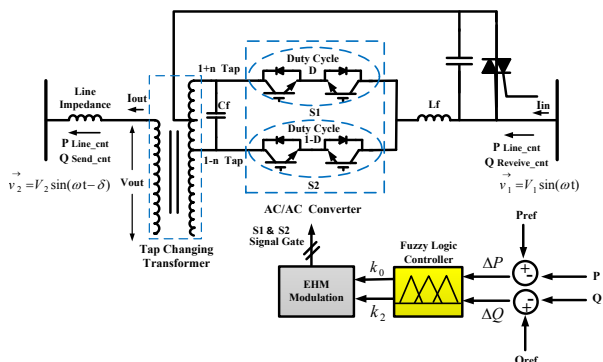 1+n Tap
Duty Cycle
D
S1
Line
Impedance
Iout
Cf
Lf
Iin
P Line_cnt
Q Send_cnt
Duty Cycle
1-D
1-n Tap
S2
P Line_cnt
Q Reveive_cnt
v₂ = V₂ sin(ωt−δ)
Vout
v₁ = V₁ sin(ωt)
AC/AC Converter
Tap Changing
Transformer
S1 & S2
Signal Gate
Pref
Fuzzy Logic
Controller
EHM
Modulation
k₀
k₂
ΔP
ΔQ
+
-
-
+
P
Q
Qref